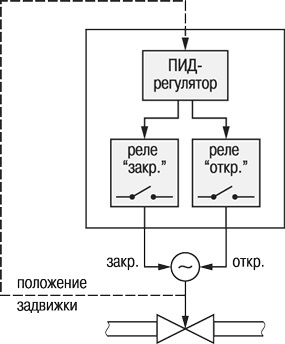 ПИД-
регулятор
реле
“закр.”
реле
“откр.”
закр.
~
откр.
положение
задвижки